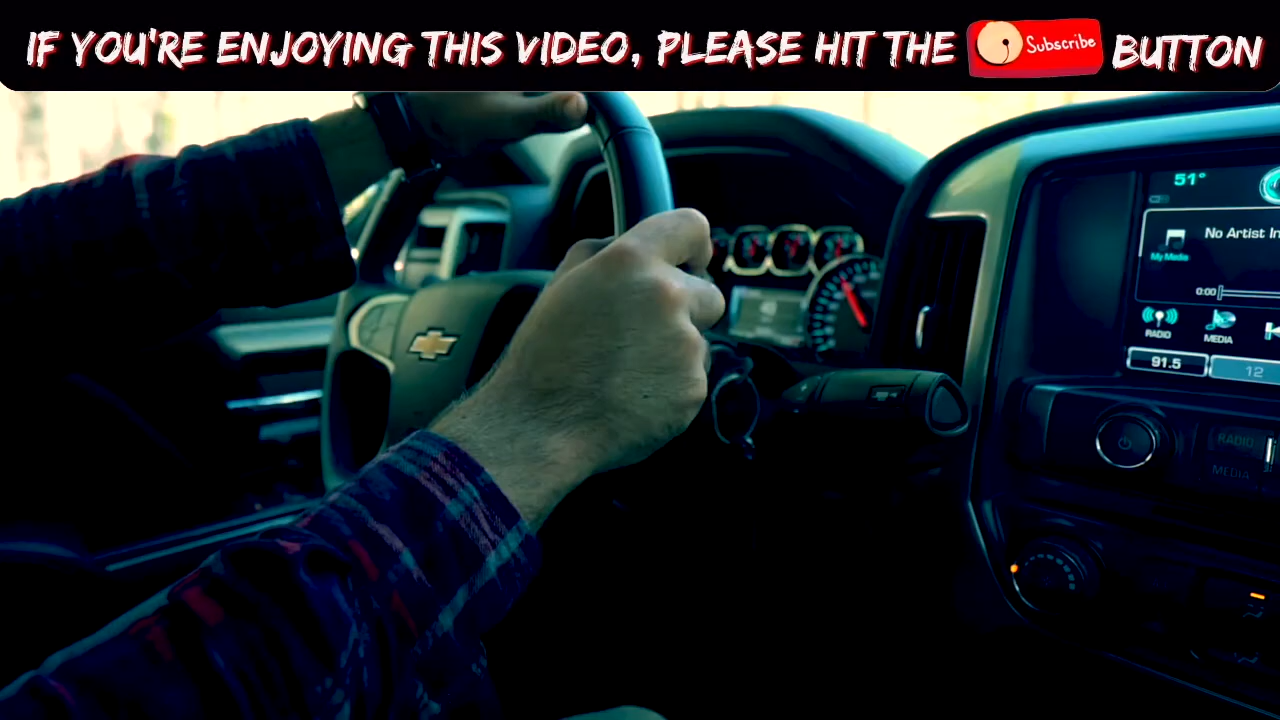 IF YOU'RE ENJOYING THIS VIDEO, PLEASE HIT THE Subscribe BUTTON
51°
No Artist In
My Media
0:00
RADIO MEDIA
91.5 12
RADIO
MEDIA